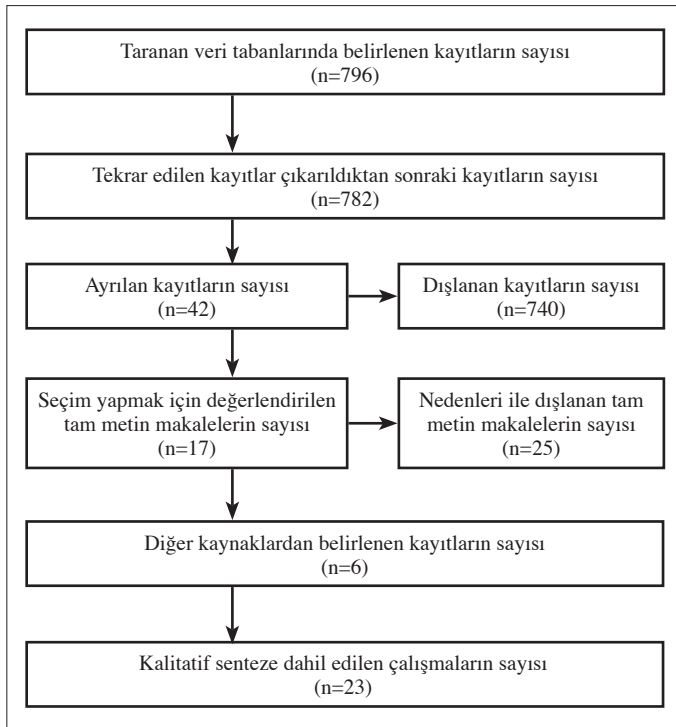 Taranan veri tabanlarında belirlenen kayıtların sayısı
(n=796)
Tekrar edilen kayıtlar çıkarıldıktan sonraki kayıtların sayısı
(n=782)
Ayrılan kayıtların sayısı
(n=42)
Dışlanan kayıtların sayısı
(n=740)
Seçim yapmak için değerlendirilen
tam metin makalelerin sayısı
(n=17)
Nedenleri ile dışlanan tam
metin makalelerin sayısı
(n=25)
Diğer kaynaklardan belirlenen kayıtların sayısı
(n=6)
Kalitatif senteze dahil edilen çalışmaların sayısı
(n=23)